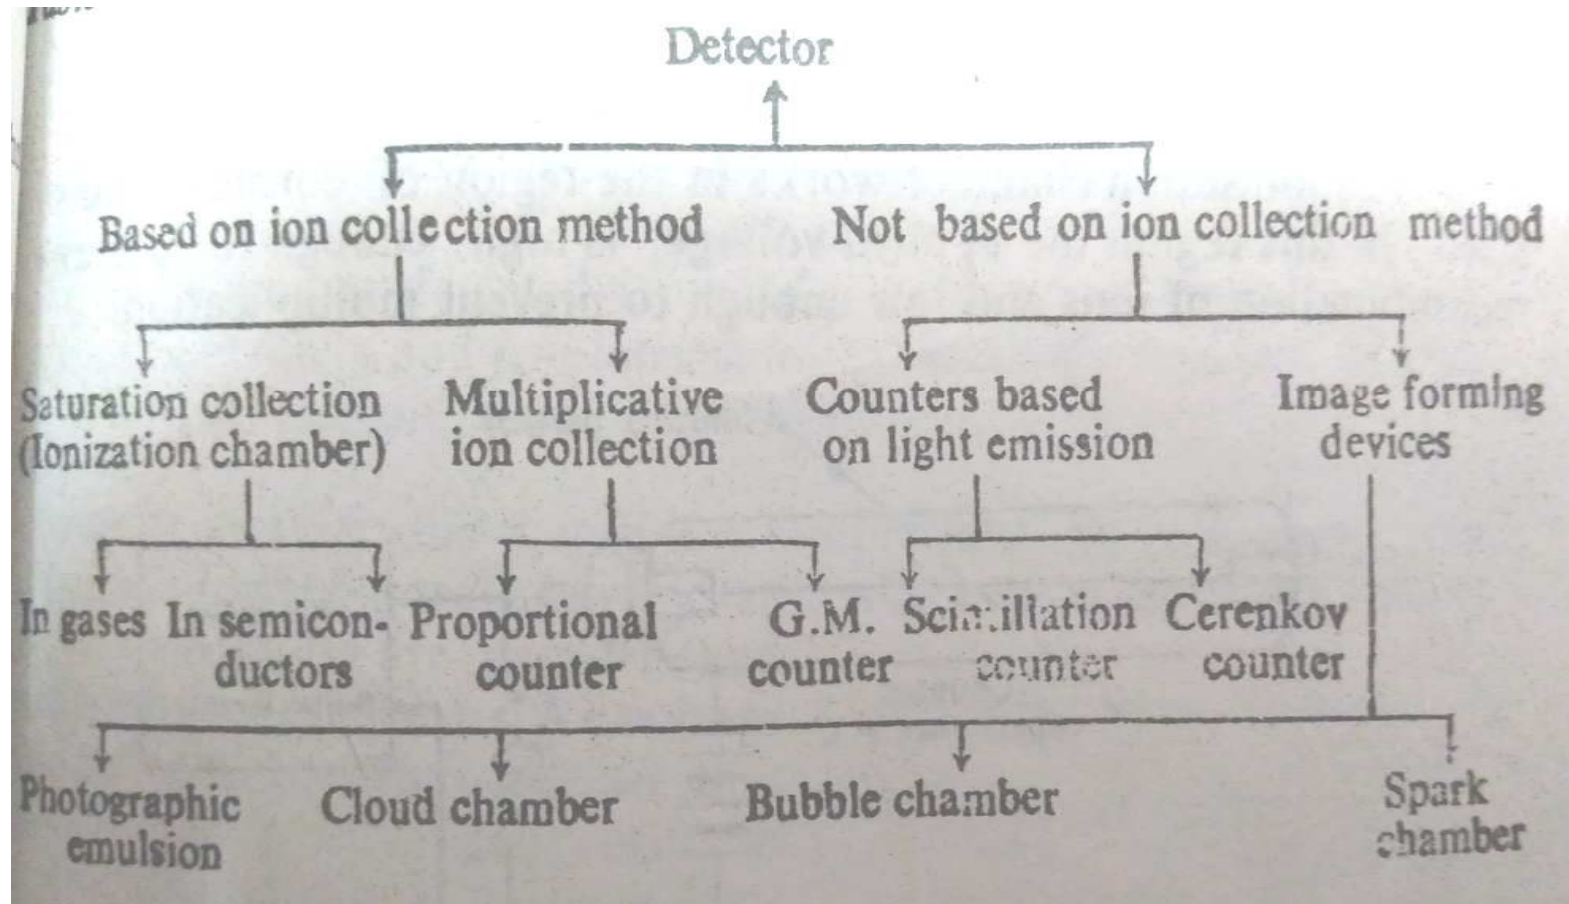 Detector
Based on ion collection method
Not based on ion collection method
Saturation collection
(Ionization chamber)
Multiplicative
ion collection
Counters based
on light emission
Image forming
devices
In gases
In semicon-
ductors
Proportional
counter
G.M.
counter
Scintillation
counter
Cerenkov
counter
Photographic
emulsion
Cloud chamber
Bubble chamber
Spark
chamber